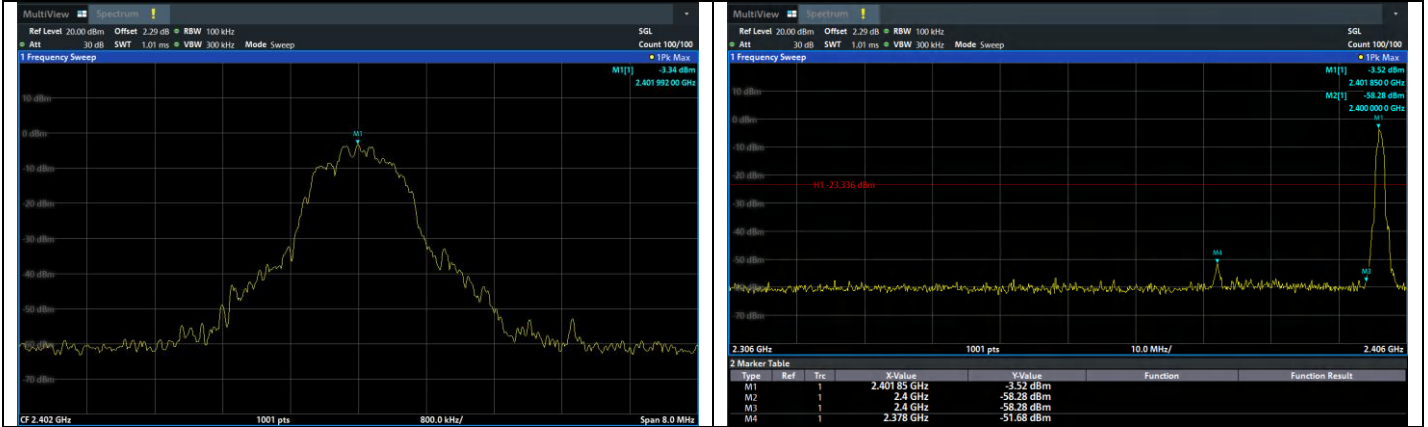 MultiView Spectrum !
Ref Level 20.00 dBm Offset 2.29 dB RBW 100 kHz SGL
Att 30 dB SWT 1.01 ms VBW 300 kHz Mode Sweep Count 100/100
1 Frequency Sweep 1Pk Max
M1[1] -3.34 dBm
2.401 992 00 GHz
10 dBm
M1
0 dBm
-10 dBm
-20 dBm
-30 dBm
-40 dBm
-50 dBm
-60 dBm
-70 dBm
CF 2.402 GHz 1001 pts 800.0 kHz/ Span 8.0 MHz
MultiView Spectrum !
Ref Level 20.00 dBm Offset 2.29 dB RBW 100 kHz SGL
Att 30 dB SWT 1.01 ms VBW 300 kHz Mode Sweep Count 100/100
1 Frequency Sweep 1Pk Max
M1[1] -3.52 dBm
2.401 850 0 GHz
10 dBm
M2[1] -58.28 dBm
2.400 000 0 GHz
0 dBm
M1
-10 dBm
-20 dBm
H1 -23.336 dBm
-30 dBm
-40 dBm
M4
-50 dBm
M3
-70 dBm
2.306 GHz 1001 pts 10.0 MHz/ 2.406 GHz
2 Marker Table
Type Ref Trc X-Value Y-Value Function Function Result
M1 1 2.401 85 GHz -3.52 dBm
M2 1 2.4 GHz -58.28 dBm
M3 1 2.4 GHz -58.28 dBm
M4 1 2.378 GHz -51.68 dBm